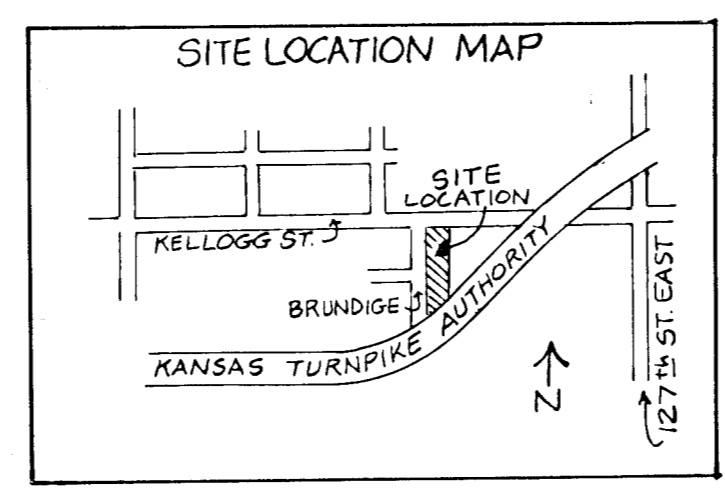 SITE LOCATION MAP
SITE
LOCATION
KELLOGG ST.
BRUNDIGE
KANSAS TURNPIKE AUTHORITY
N
127th ST. EAST